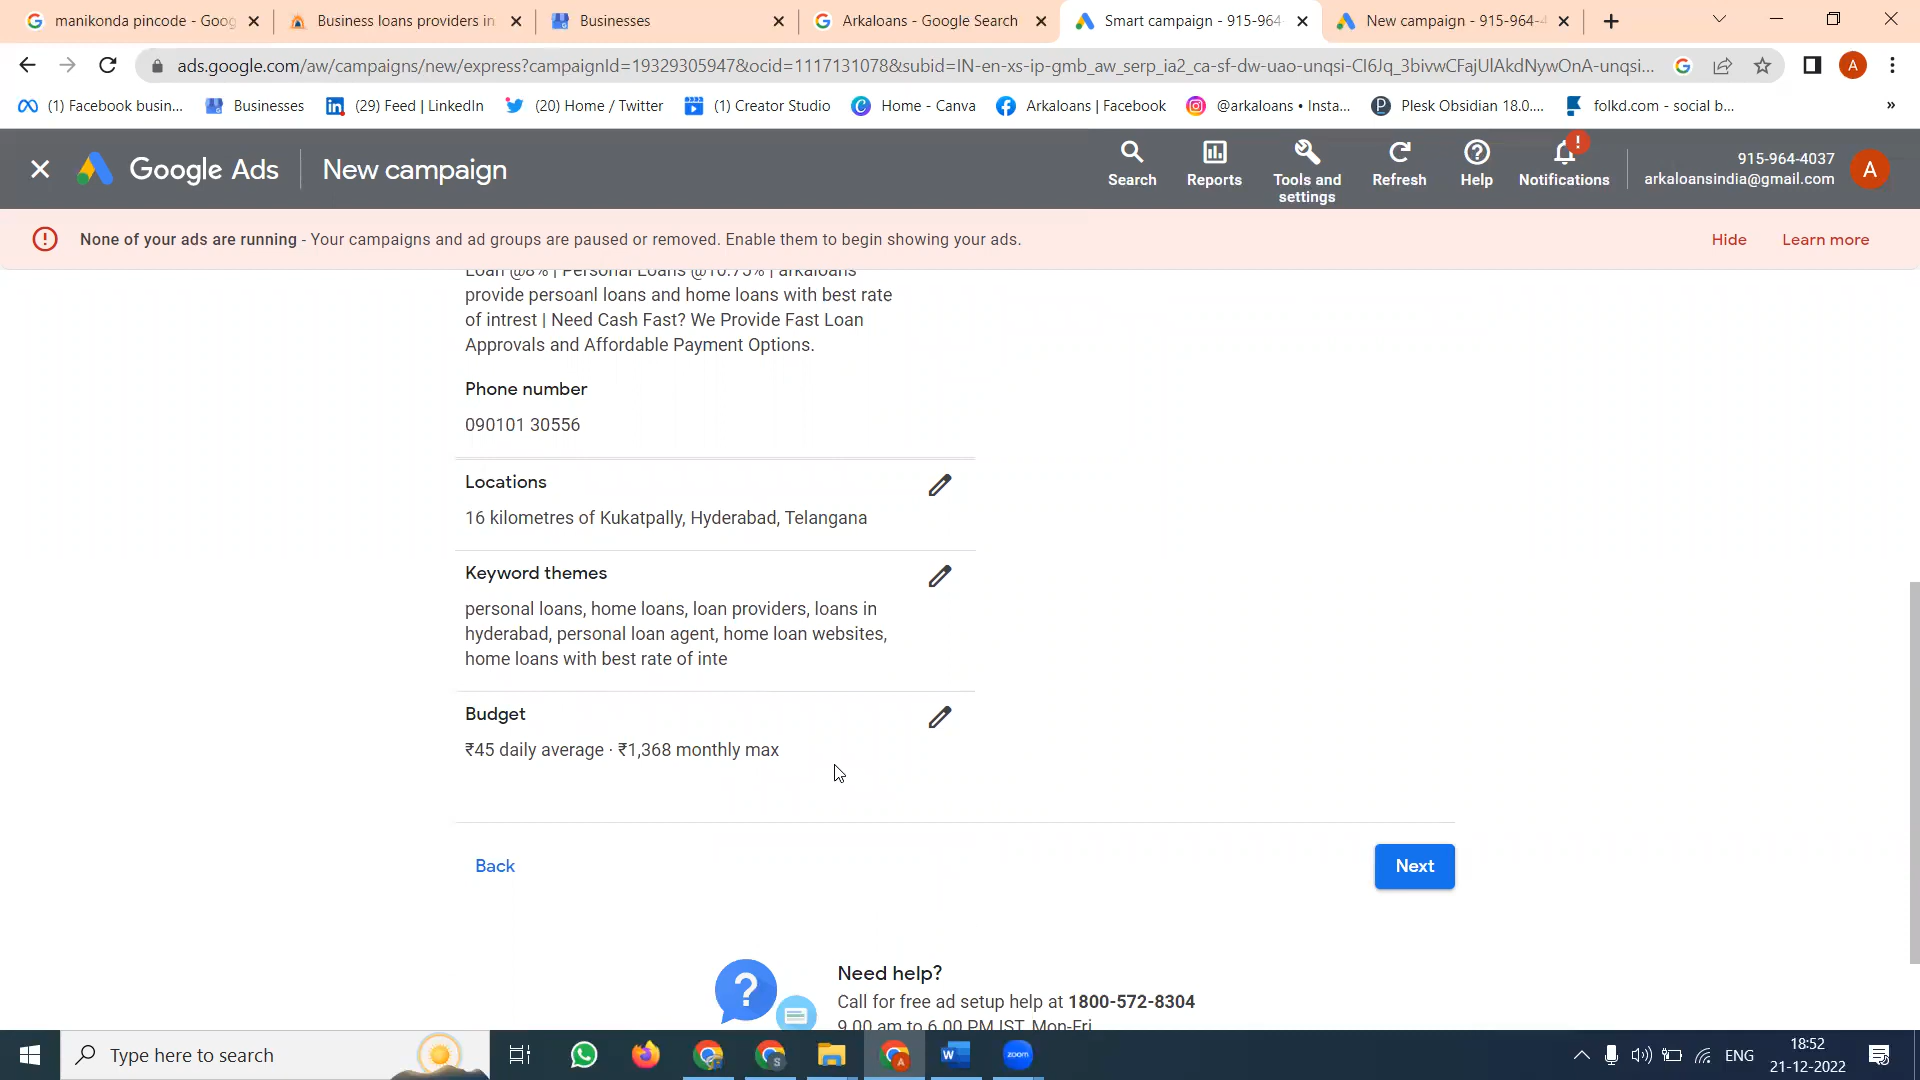 manikonda pincode - Goog
Business loans providers in
Businesses
Arkaloans - Google Search
Smart campaign - 915-964
New campaign - 915-964-4
ads.google.com/aw/campaigns/new/express?campaignId=19329305947&ocid=1117131078&subid=IN-en-xs-ip-gmb_aw_serp_ia2_ca-sf-dw-uao-unqsi-CI6Jq_3bivwCFajUlAkdNywOnA-unqsi...
A
(1) Facebook busin...
Businesses
(29) Feed | LinkedIn
(20) Home / Twitter
(1) Creator Studio
Home - Canva
Arkaloans | Facebook
@arkaloans • Insta...
Plesk Obsidian 18.0....
folkd.com - social b...
»
Google Ads
New campaign
Search
Reports
Tools and
settings
Refresh
Help
Notifications
915-964-4037
arkaloansindia@gmail.com
A
None of your ads are running - Your campaigns and ad groups are paused or removed. Enable them to begin showing your ads.
Hide
Learn more
Loan @8% | Personal Loans @10.75% | arkaloans
provide persoanl loans and home loans with best rate
of intrest | Need Cash Fast? We Provide Fast Loan
Approvals and Affordable Payment Options.
Phone number
090101 30556
Locations
16 kilometres of Kukatpally, Hyderabad, Telangana
Keyword themes
personal loans, home loans, loan providers, loans in
hyderabad, personal loan agent, home loan websites,
home loans with best rate of inte
Budget
₹45 daily average · ₹1,368 monthly max
Back
Next
Need help?
Call for free ad setup help at 1800-572-8304
9.00 am to 6.00 PM IST, Mon-Fri
Type here to search
zoom
ENG
18:52
21-12-2022